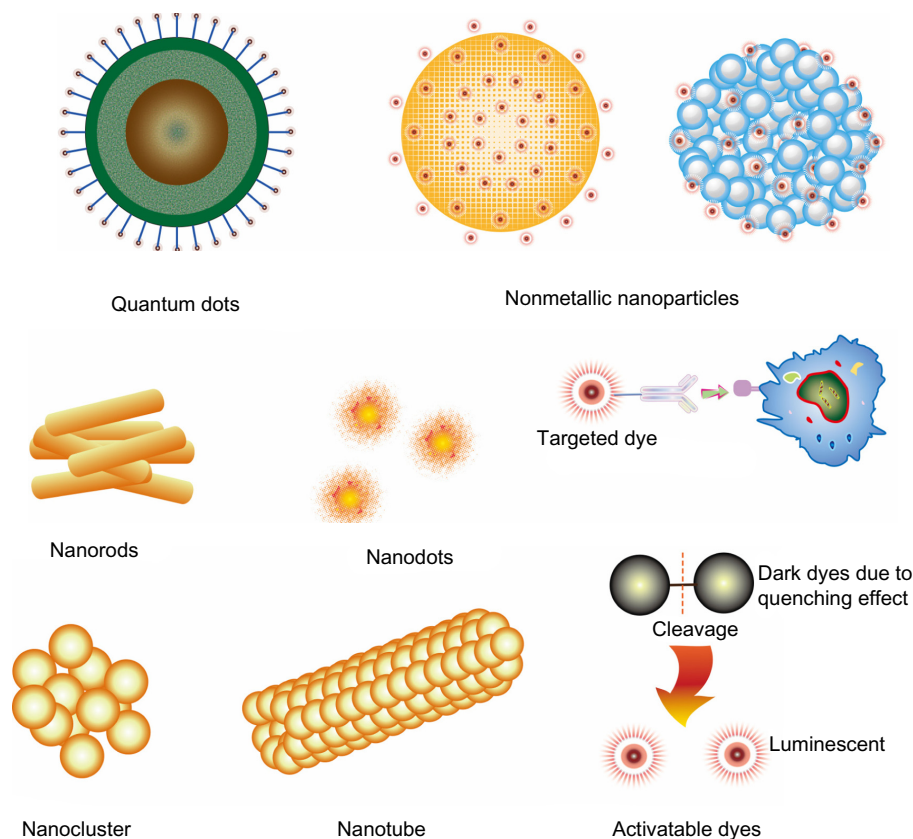 Quantum dots
Nonmetallic nanoparticles
Targeted dye
Nanorods
Nanodots
Dark dyes due to
quenching effect
Cleavage
Luminescent
Nanocluster
Nanotube
Activatable dyes